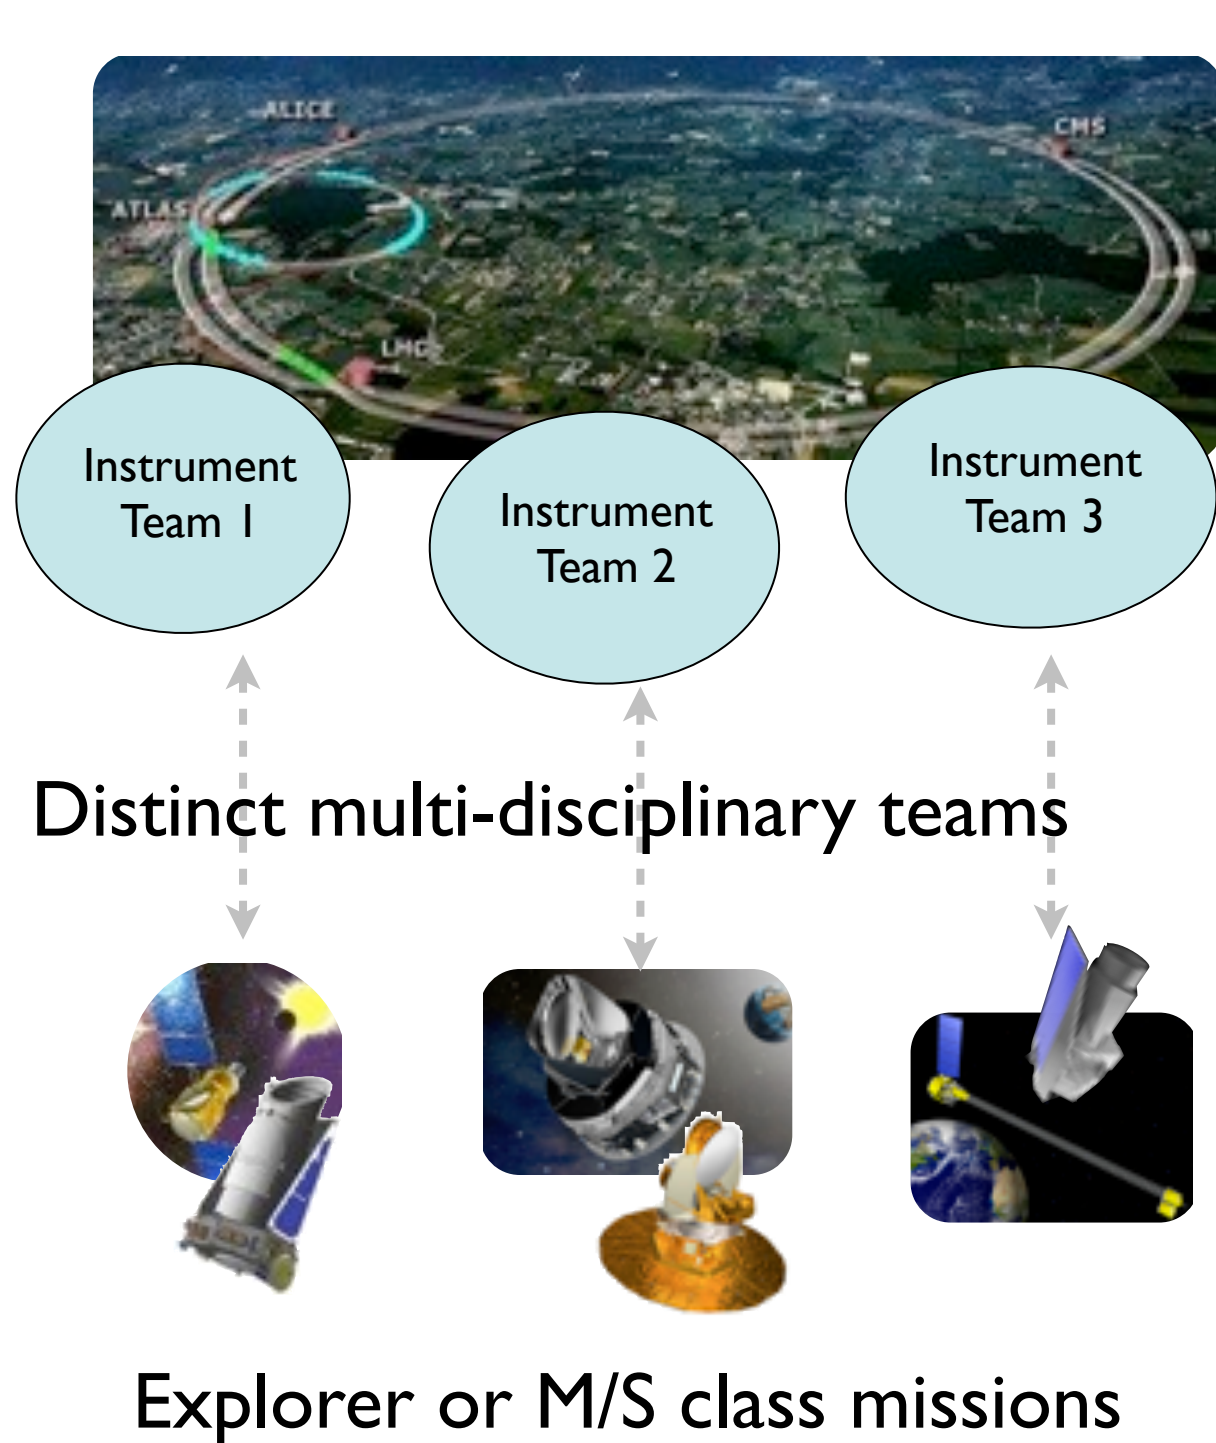 ALICE
CMS
ATLAS
Instrument
Team 1
Instrument
Team 2
Instrument
Team 3
Distinct multi-disciplinary teams
Explorer or M/S class missions